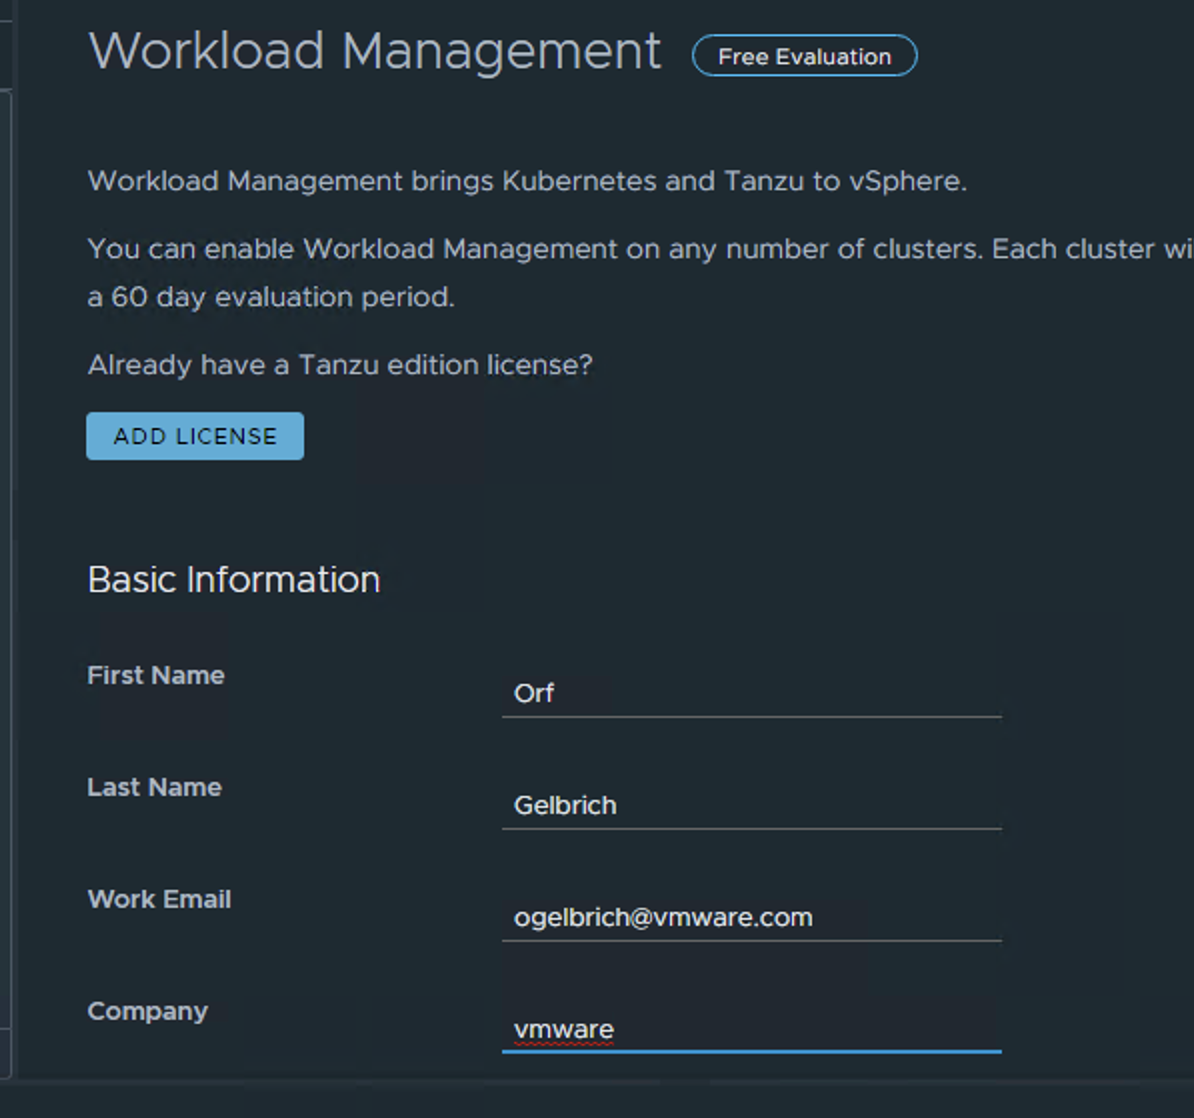 Workload Management
Free Evaluation
Workload Management brings Kubernetes and Tanzu to vSphere.
You can enable Workload Management on any number of clusters. Each cluster wi
a 60 day evaluation period.
Already have a Tanzu edition license?
ADD LICENSE
Basic Information
First Name
Orf
Last Name
Gelbrich
Work Email
ogelbrich@vmware.com
Company
vmware